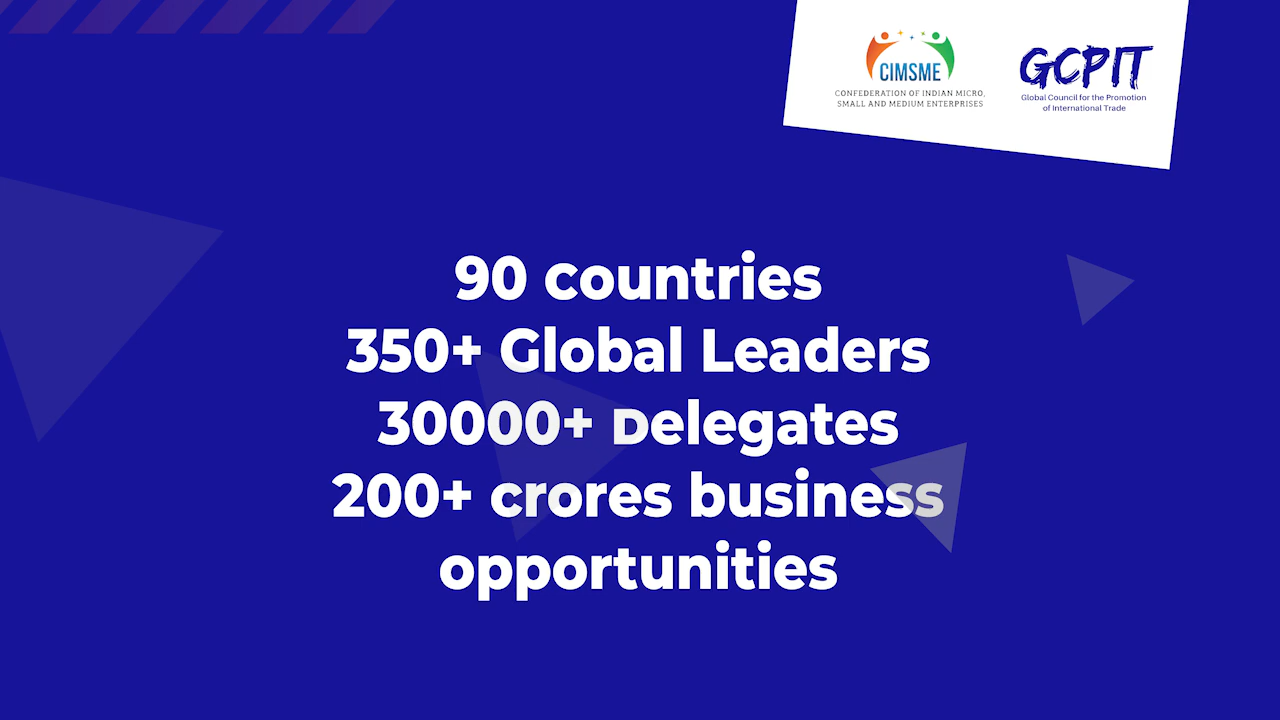 CIMSME
CONFEDERATION OF INDIAN MICRO,
SMALL AND MEDIUM ENTERPRISES
GCPIT
Global Council for the Promotion
of International Trade
90 countries
350+ Global Leaders
30000+ Delegates
200+ crores business
opportunities